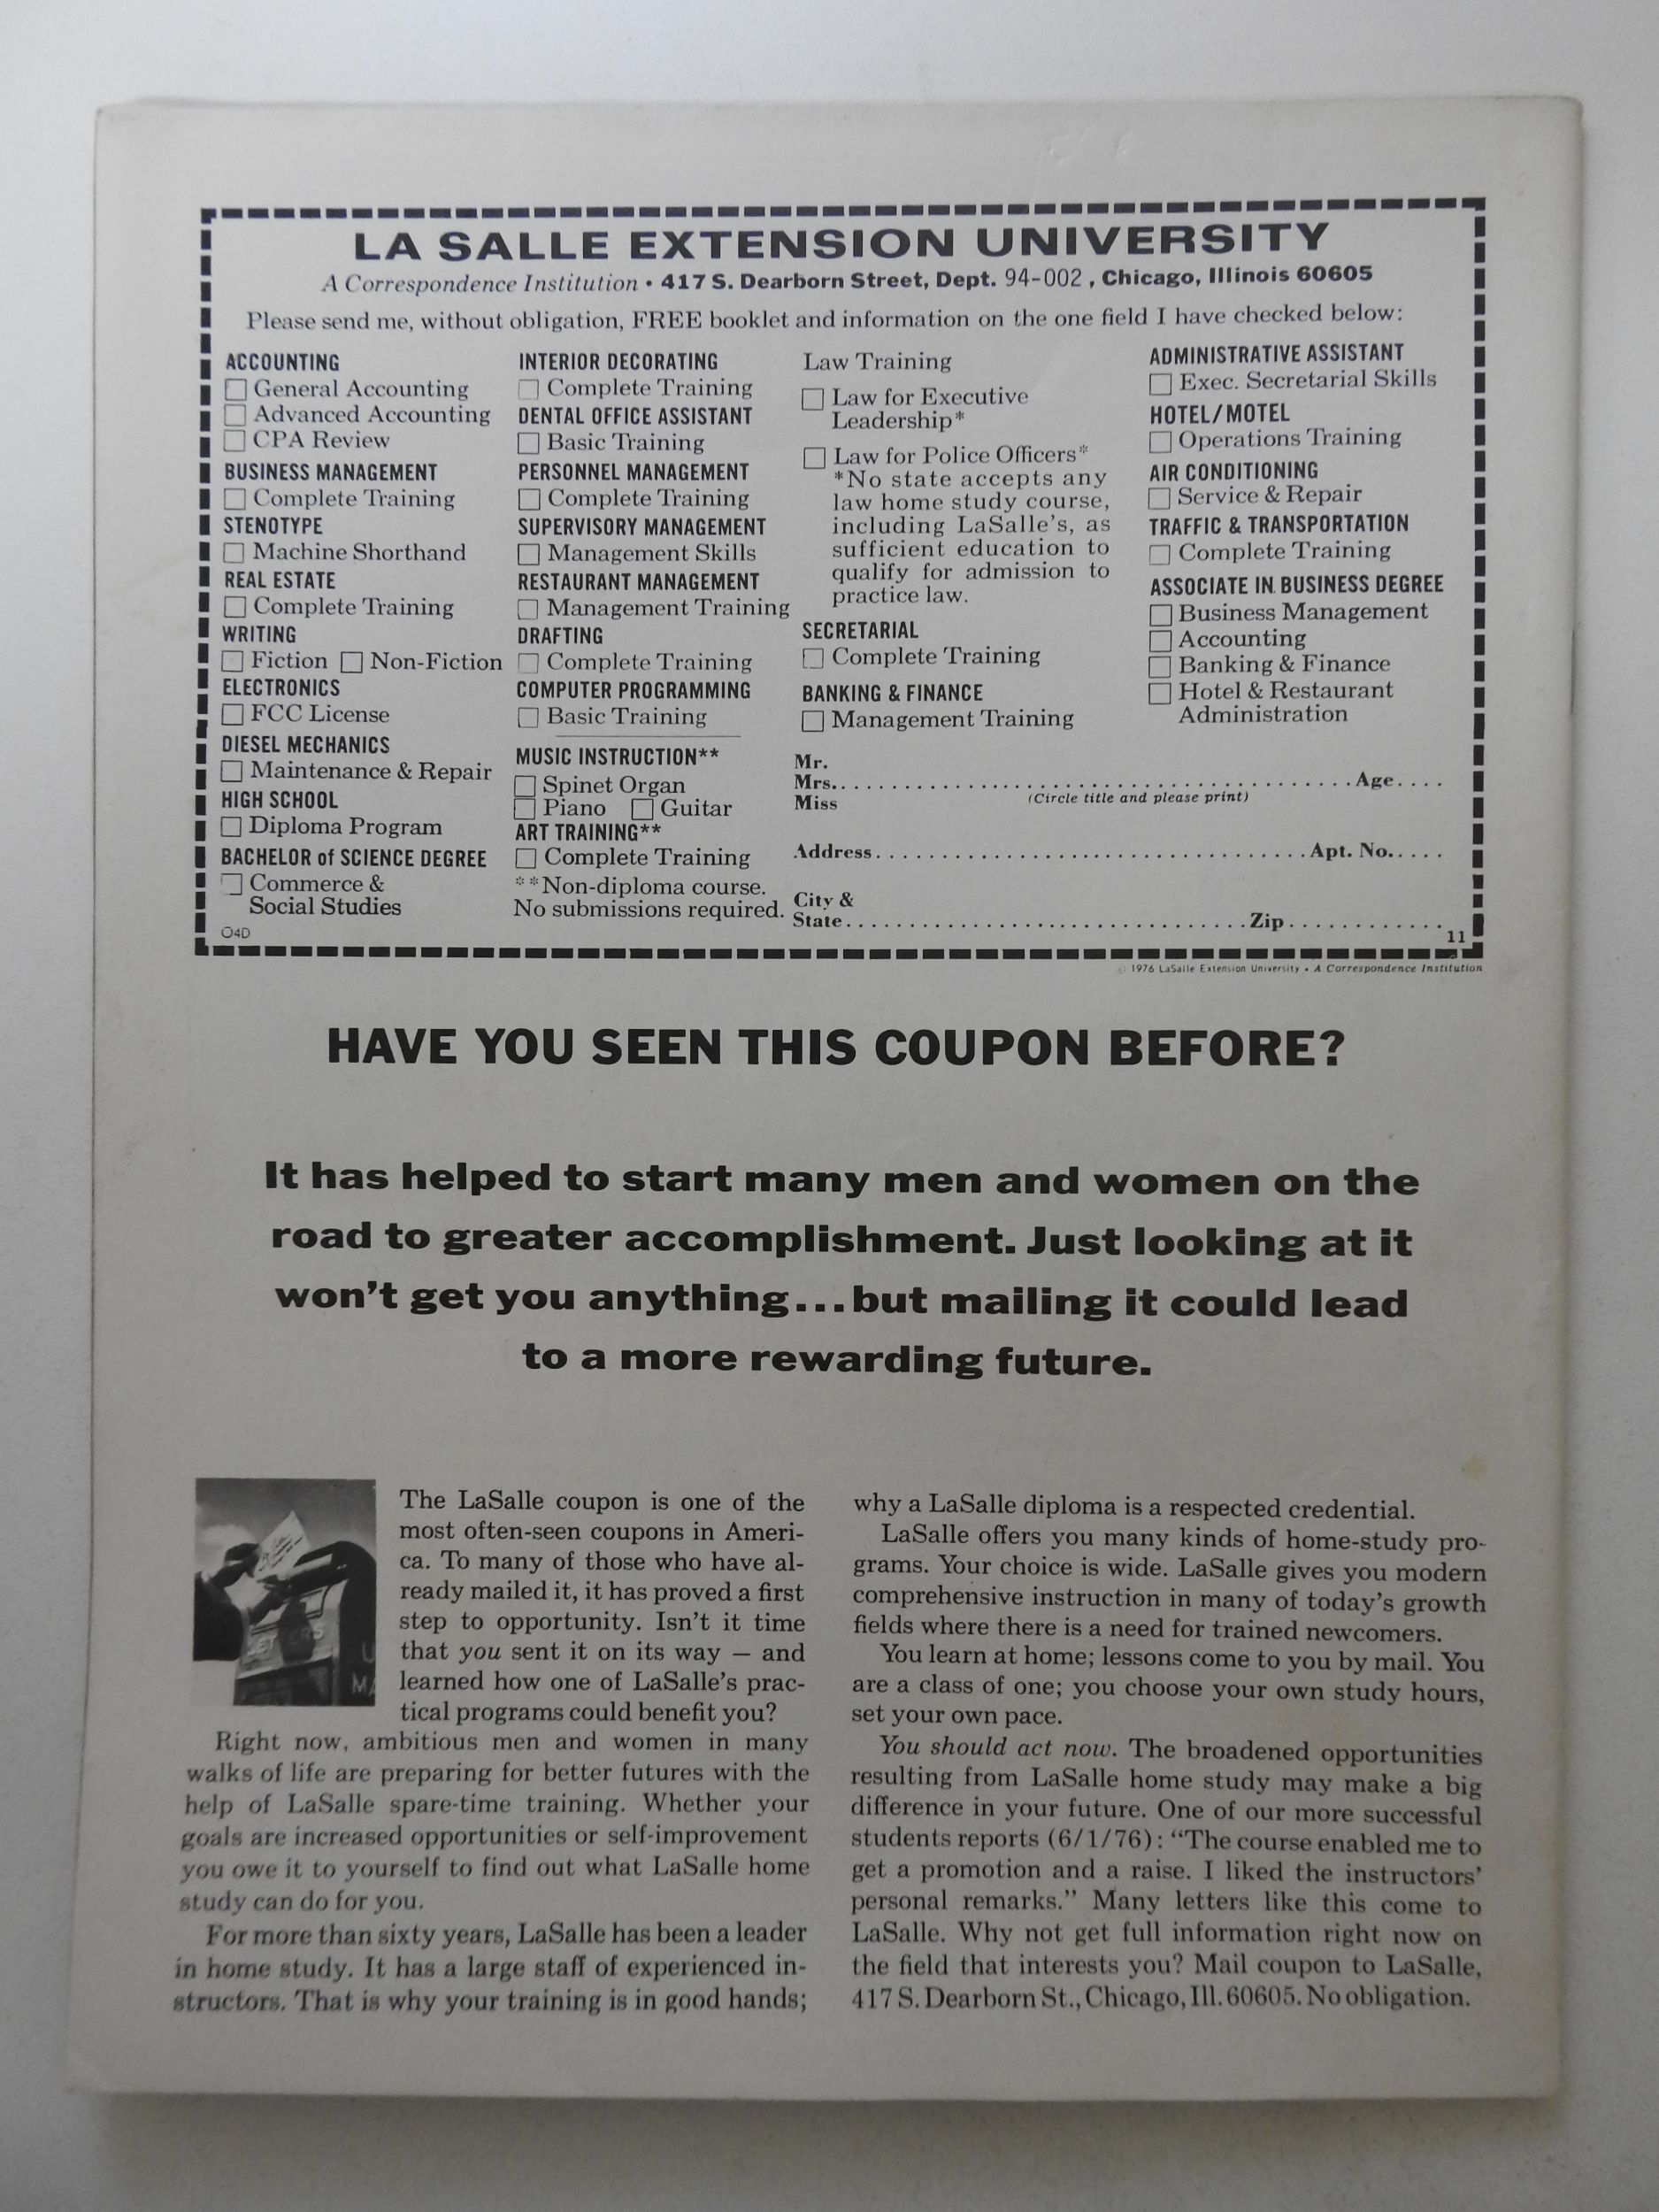 LA SALLE EXTENSION UNIVERSITY
A Correspondence Institution • 417 S. Dearborn Street, Dept. 94-002 , Chicago, Illinois 60605
Please send me, without obligation, FREE booklet and information on the one field I have checked below:
ACCOUNTING
General Accounting
Advanced Accounting
CPA Review
BUSINESS MANAGEMENT
Complete Training
STENOTYPE
Machine Shorthand
REAL ESTATE
Complete Training
WRITING
Fiction Non-Fiction
ELECTRONICS
FCC License
DIESEL MECHANICS
Maintenance & Repair
HIGH SCHOOL
Diploma Program
BACHELOR of SCIENCE DEGREE
Commerce &
Social Studies
04D
INTERIOR DECORATING
Complete Training
DENTAL OFFICE ASSISTANT
Basic Training
PERSONNEL MANAGEMENT
Complete Training
SUPERVISORY MANAGEMENT
Management Skills
RESTAURANT MANAGEMENT
Management Training
DRAFTING
Complete Training
COMPUTER PROGRAMMING
Basic Training
MUSIC INSTRUCTION**
Spinet Organ
Piano Guitar
ART TRAINING**
Complete Training
**Non-diploma course.
No submissions required.
Law Training
Law for Executive
Leadership*
Law for Police Officers*
*No state accepts any
law home study course,
including LaSalle's, as
sufficient education to
qualify for admission to
practice law.
SECRETARIAL
Complete Training
BANKING & FINANCE
Management Training
ADMINISTRATIVE ASSISTANT
Exec. Secretarial Skills
HOTEL/MOTEL
Operations Training
AIR CONDITIONING
Service & Repair
TRAFFIC & TRANSPORTATION
Complete Training
ASSOCIATE IN BUSINESS DEGREE
Business Management
Accounting
Banking & Finance
Hotel & Restaurant
Administration
Mr.
Mrs. Age
Miss (Circle title and please print)
Address Apt. No.
City &
State Zip
11
© 1976 LaSalle Extension University • A Correspondence Institution
HAVE YOU SEEN THIS COUPON BEFORE?
It has helped to start many men and women on the
road to greater accomplishment. Just looking at it
won't get you anything...but mailing it could lead
to a more rewarding future.
The LaSalle coupon is one of the
most often-seen coupons in Ameri-
ca. To many of those who have al-
ready mailed it, it has proved a first
step to opportunity. Isn't it time
that you sent it on its way — and
learned how one of LaSalle's prac-
tical programs could benefit you?
Right now, ambitious men and women in many
walks of life are preparing for better futures with the
help of LaSalle spare-time training. Whether your
goals are increased opportunities or self-improvement
you owe it to yourself to find out what LaSalle home
study can do for you.
For more than sixty years, LaSalle has been a leader
in home study. It has a large staff of experienced in-
structors. That is why your training is in good hands;
why a LaSalle diploma is a respected credential.
LaSalle offers you many kinds of home-study pro-
grams. Your choice is wide. LaSalle gives you modern
comprehensive instruction in many of today's growth
fields where there is a need for trained newcomers.
You learn at home; lessons come to you by mail. You
are a class of one; you choose your own study hours,
set your own pace.
You should act now. The broadened opportunities
resulting from LaSalle home study may make a big
difference in your future. One of our more successful
students reports (6/1/76): "The course enabled me to
get a promotion and a raise. I liked the instructors'
personal remarks." Many letters like this come to
LaSalle. Why not get full information right now on
the field that interests you? Mail coupon to LaSalle,
417 S. Dearborn St., Chicago, Ill. 60605. No obligation.